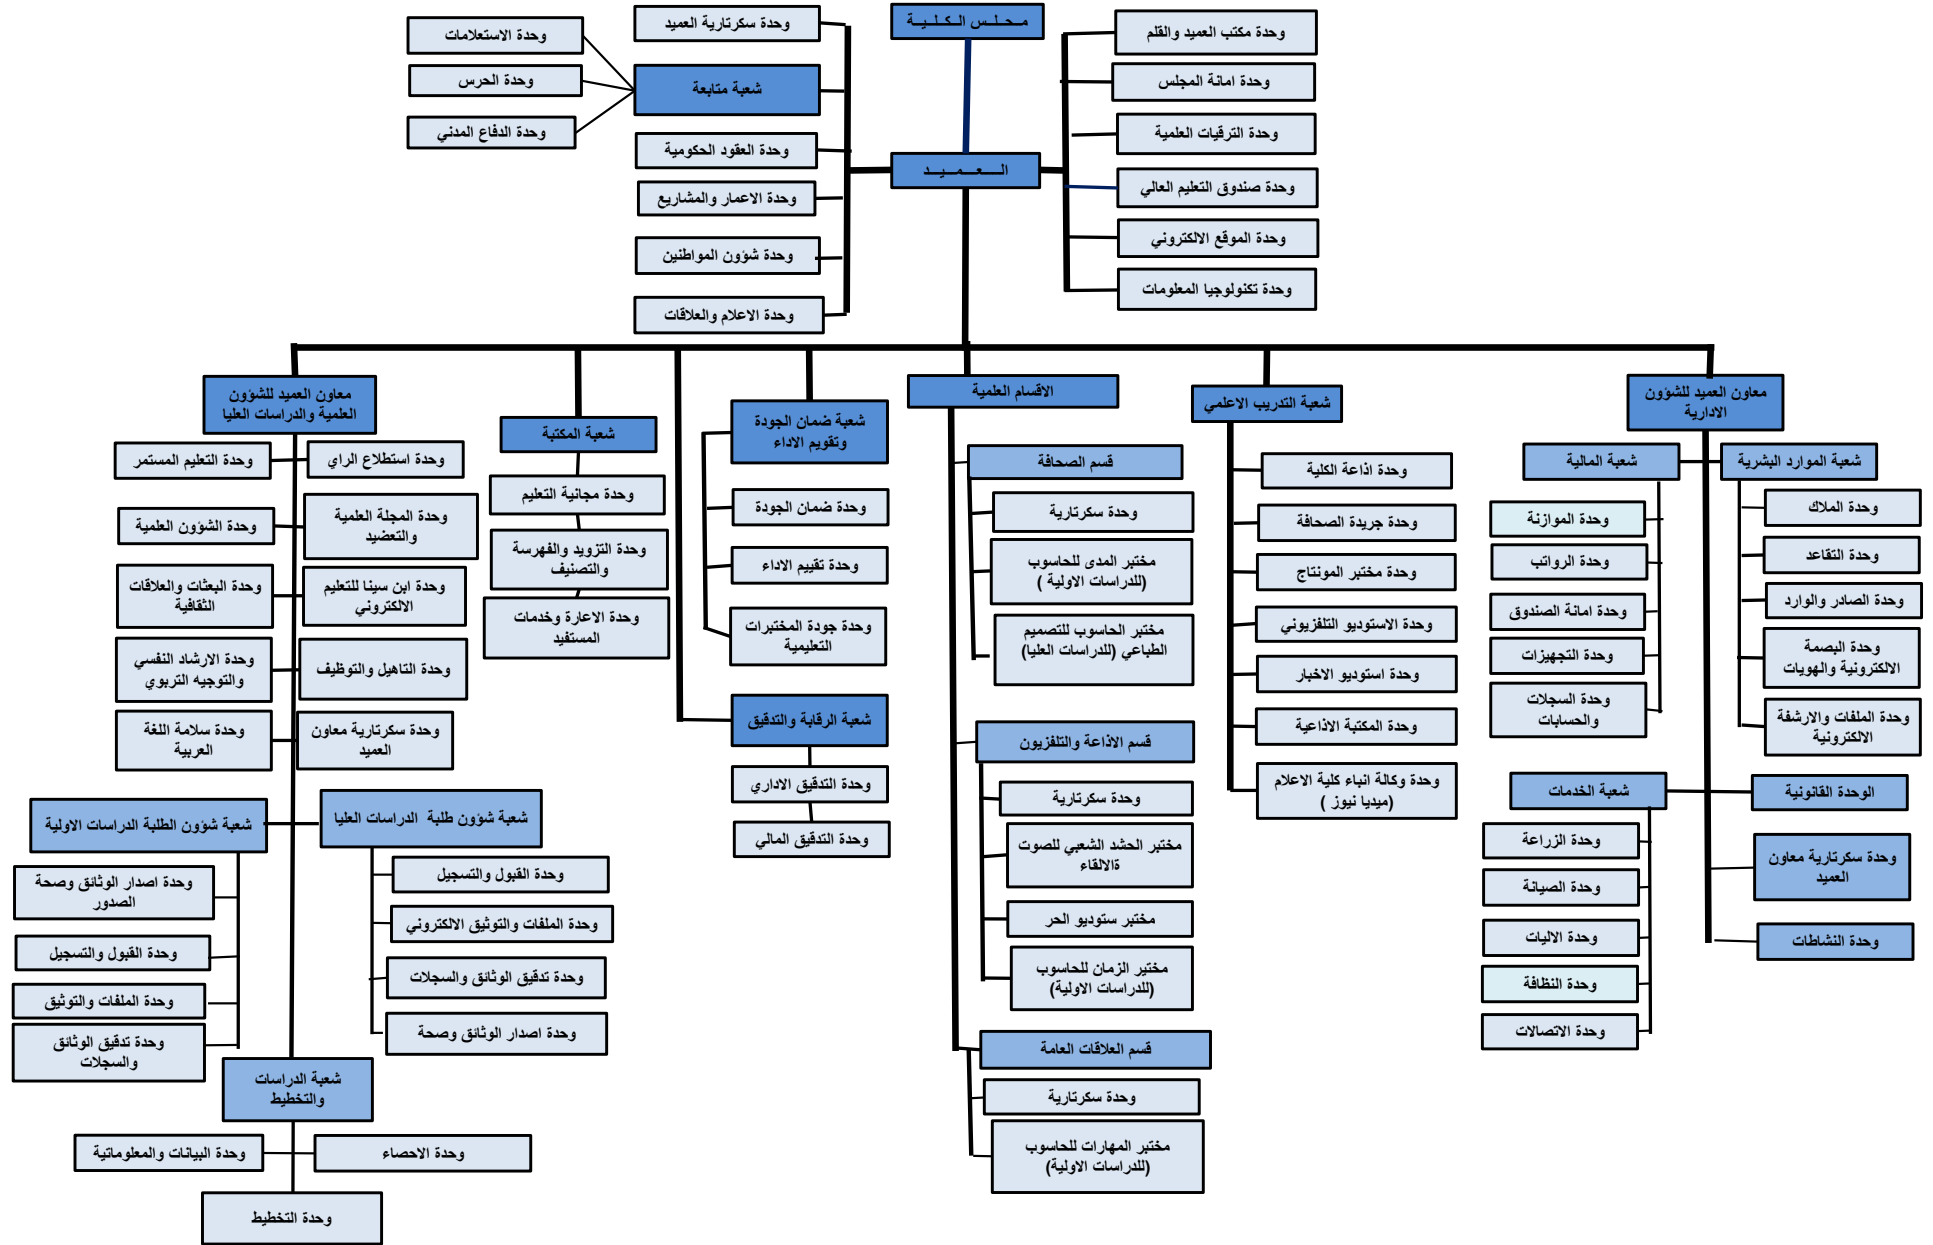 مـجـلـس الـكـلـيـة
الـــعـــمـــيـــد
وحدة مكتب العميد والقلم
وحدة امانة المجلس
وحدة الترقيات العلمية
وحدة صندوق التعليم العالي
وحدة الموقع الالكتروني
وحدة تكنولوجيا المعلومات
وحدة سكرتارية العميد
شعبة متابعة
وحدة العقود الحكومية
وحدة الاعمار والمشاريع
وحدة شؤون المواطنين
وحدة الاعلام والعلاقات
وحدة الاستعلامات
وحدة الحرس
وحدة الدفاع المدني
معاون العميد للشؤون
الادارية
شعبة الموارد البشرية
وحدة الملاك
وحدة التقاعد
وحدة الصادر والوارد
وحدة البصمة
الالكترونية والهويات
وحدة الملفات والارشفة
الالكترونية
شعبة المالية
وحدة الموازنة
وحدة الرواتب
وحدة امانة الصندوق
وحدة التجهيزات
وحدة السجلات
والحسابات
الوحدة القانونية
وحدة سكرتارية معاون
العميد
وحدة النشاطات
شعبة الخدمات
وحدة الزراعة
وحدة الصيانة
وحدة الاليات
وحدة النظافة
وحدة الاتصالات
شعبة التدريب الاعلمي
وحدة اذاعة الكلية
وحدة جريدة الصحافة
وحدة مختبر المونتاج
وحدة الاستوديو التلفزيوني
وحدة استوديو الاخبار
وحدة المكتبة الاذاعية
وحدة وكالة انباء كلية الاعلام
(ميديا نيوز )
الاقسام العلمية
قسم الصحافة
وحدة سكرتارية
مختبر المدى للحاسوب
(للدراسات الاولية )
مختبر الحاسوب للتصميم
الطباعي (للدراسات العليا)
قسم الاذاعة والتلفزيون
وحدة سكرتارية
مختبر الحشد الشعبي للصوت
ةالالقاء
مختبر ستوديو الحر
مختير الزمان للحاسوب
(للدراسات الاولية)
قسم العلاقات العامة
وحدة سكرتارية
مختبر المهارات للحاسوب
(للدراسات الاولية)
شعبة ضمان الجودة
وتقويم الاداء
وحدة ضمان الجودة
وحدة تقييم الاداء
وحدة جودة المختبرات
التعليمية
شعبة الرقابة والتدقيق
وحدة التدقيق الاداري
وحدة التدقيق المالي
شعبة المكتبة
وحدة مجانية التعليم
وحدة التزويد والفهرسة
والتصنيف
وحدة الاعارة وخدمات
المستفيد
معاون العميد للشؤون
العلمية والدراسات العليا
وحدة استطلاع الراي
وحدة التعليم المستمر
وحدة المجلة العلمية
والتعضيد
وحدة الشؤون العلمية
وحدة ابن سينا للتعليم
الالكتروني
وحدة البعثات والعلاقات
الثقافية
وحدة التاهيل والتوظيف
وحدة الارشاد النفسي
والتوجيه التربوي
وحدة سكرتارية معاون
العميد
وحدة سلامة اللغة
العربية
شعبة شؤون طلبة  الدراسات العليا
وحدة القبول والتسجيل
وحدة الملفات والتوثيق الالكتروني
وحدة تدقيق الوثائق والسجلات
وحدة اصدار الوثائق وصحة
شعبة شؤون الطلبة الدراسات الاولية
وحدة اصدار الوثائق وصحة
الصدور
وحدة القبول والتسجيل
وحدة الملفات والتوثيق
وحدة تدقيق الوثائق
والسجلات
شعبة الدراسات
والتخطيط
وحدة الاحصاء
وحدة البيانات والمعلوماتية
وحدة التخطيط